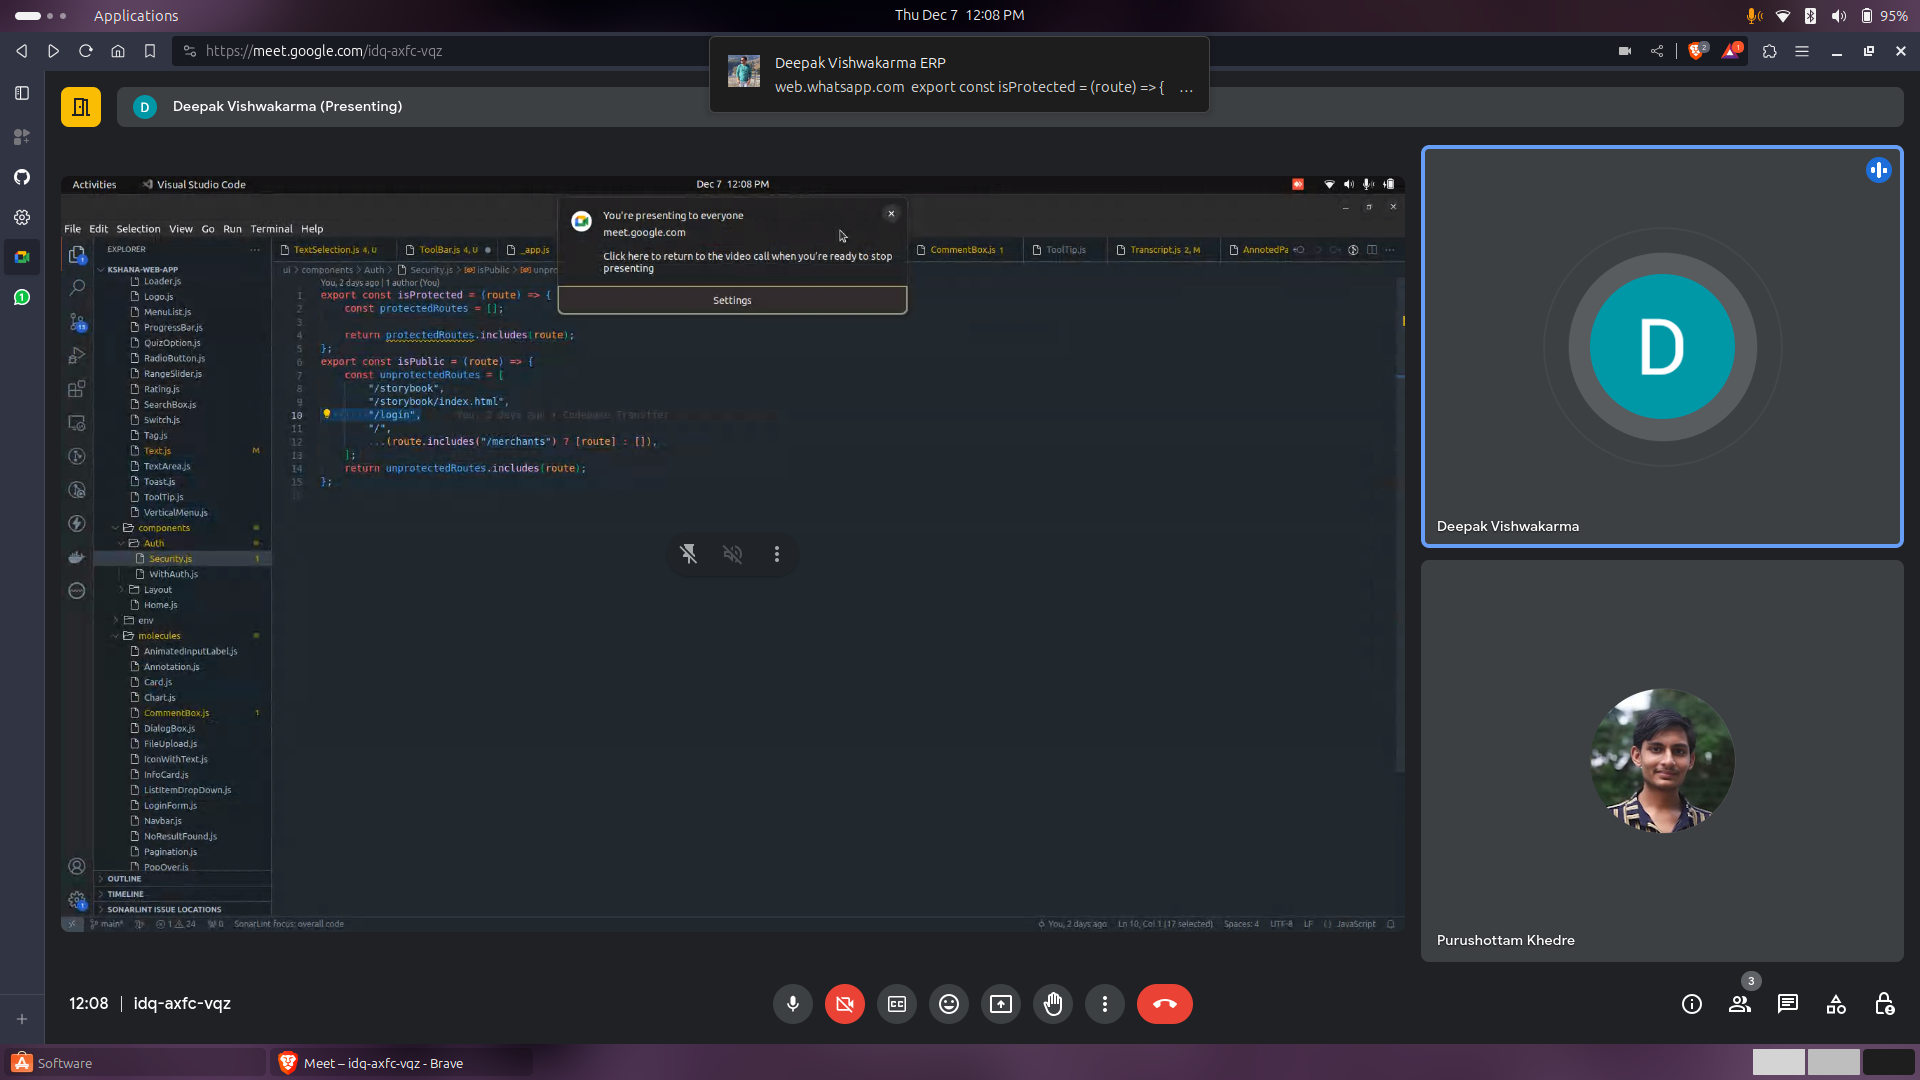 Applications
Thu Dec 7 12:08 PM
95%
https://meet.google.com/idq-axfc-vqz
2
1
Deepak Vishwakarma ERP
web.whatsapp.com export const isProtected = (route) => { ...
D
Deepak Vishwakarma (Presenting)
Activities
Visual Studio Code
Dec 7 12:08 PM
You're presenting to everyone
meet.google.com
Click here to return to the video call when you're ready to stop
presenting
Settings
File Edit Selection View Go Run Terminal Help
EXPLORER
TextSelection.js 4, U
ToolBar.js 4, U
_app.js
CommentBox.js 1
ToolTip.js
Transcript.js 2, M
AnnotedPa
KSHANA-WEB-APP
Loader.js
Logo.js
MenuList.js
ProgressBar.js
QuizOption.js
RadioButton.js
RangeSlider.js
Rating.js
SearchBox.js
Switch.js
Tag.js
Text.js M
TextArea.js
Toast.js
ToolTip.js
VerticalMenu.js
components
Auth
Security.js 1
WithAuth.js
Layout
Home.js
env
molecules
AnimatedInputLabel.js
Annotation.js
Card.js
Chart.js
CommentBox.js 1
DialogBox.js
FileUpload.js
IconWithText.js
InfoCard.js
ListItemDropDown.js
LoginForm.js
Navbar.js
NoResultFound.js
Pagination.js
PopOver.js
OUTLINE
TIMELINE
SONARLINT ISSUE LOCATIONS
ui > components > Auth > Security.js > isPublic > unpro
You, 2 days ago | 1 author (You)
1 export const isProtected = (route) => {
2 const protectedRoutes = [];
3
4 return protectedRoutes.includes(route);
5 };
6 export const isPublic = (route) => {
7 const unprotectedRoutes = [
8 "/storybook",
9 "/storybook/index.html",
10 "/login", You, 2 days ago • Codebase Transfer
11 "/",
12 ...(route.includes("/merchants") ? [route] : []),
13 ];
14 return unprotectedRoutes.includes(route);
15 };
main*
1 24
0
SonarLint focus: overall code
You, 2 days ago
Ln 10, Col 1 (17 selected)
Spaces: 4
UTF-8
LF
JavaScript
D
Deepak Vishwakarma
Purushottam Khedre
12:08 | idq-axfc-vqz
3
Software
Meet – idq-axfc-vqz - Brave